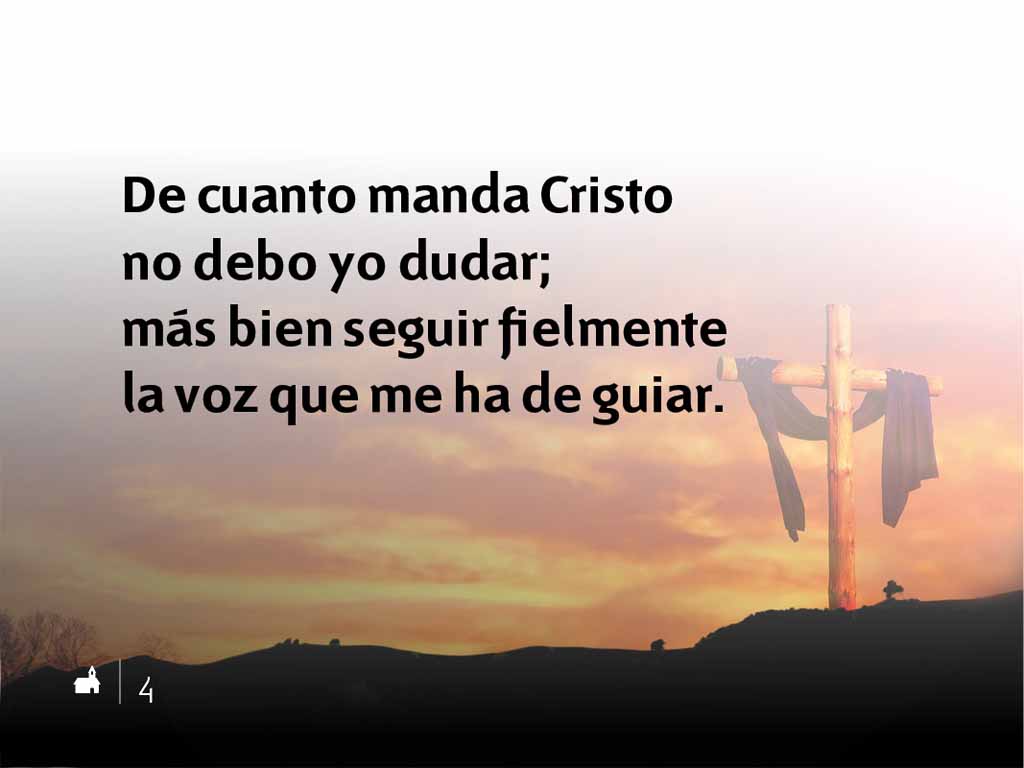 De cuanto manda Cristo
no debo yo dudar;
más bien seguir fielmente
la voz que me ha de guiar.
4